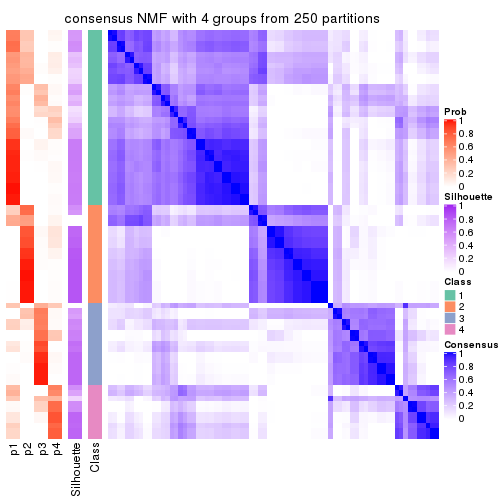 consensus NMF with 4 groups from 250 partitions
Prob
1
0.8
0.6
0.4
0.2
0
Silhouette
1
0.8
0.6
0.4
0.2
0
Class
1
2
3
4
Consensus
1
0.8
0.6
0.4
0.2
0
p1
p2
p3
p4
Silhouette
Class